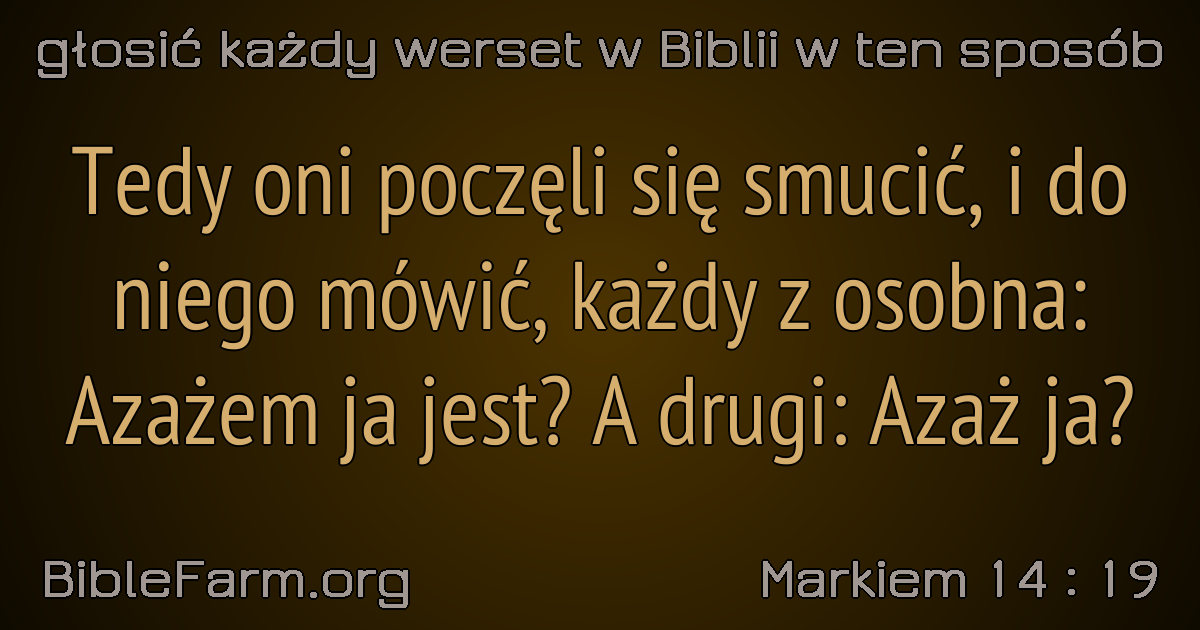 głosić każdy werset w Biblii w ten sposób
Tedy oni poczęli się smucić, i do
niego mówić, każdy z osobna:
Azażem ja jest? A drugi: Azaż ja?
BibleFarm.org
Markiem 14 : 19